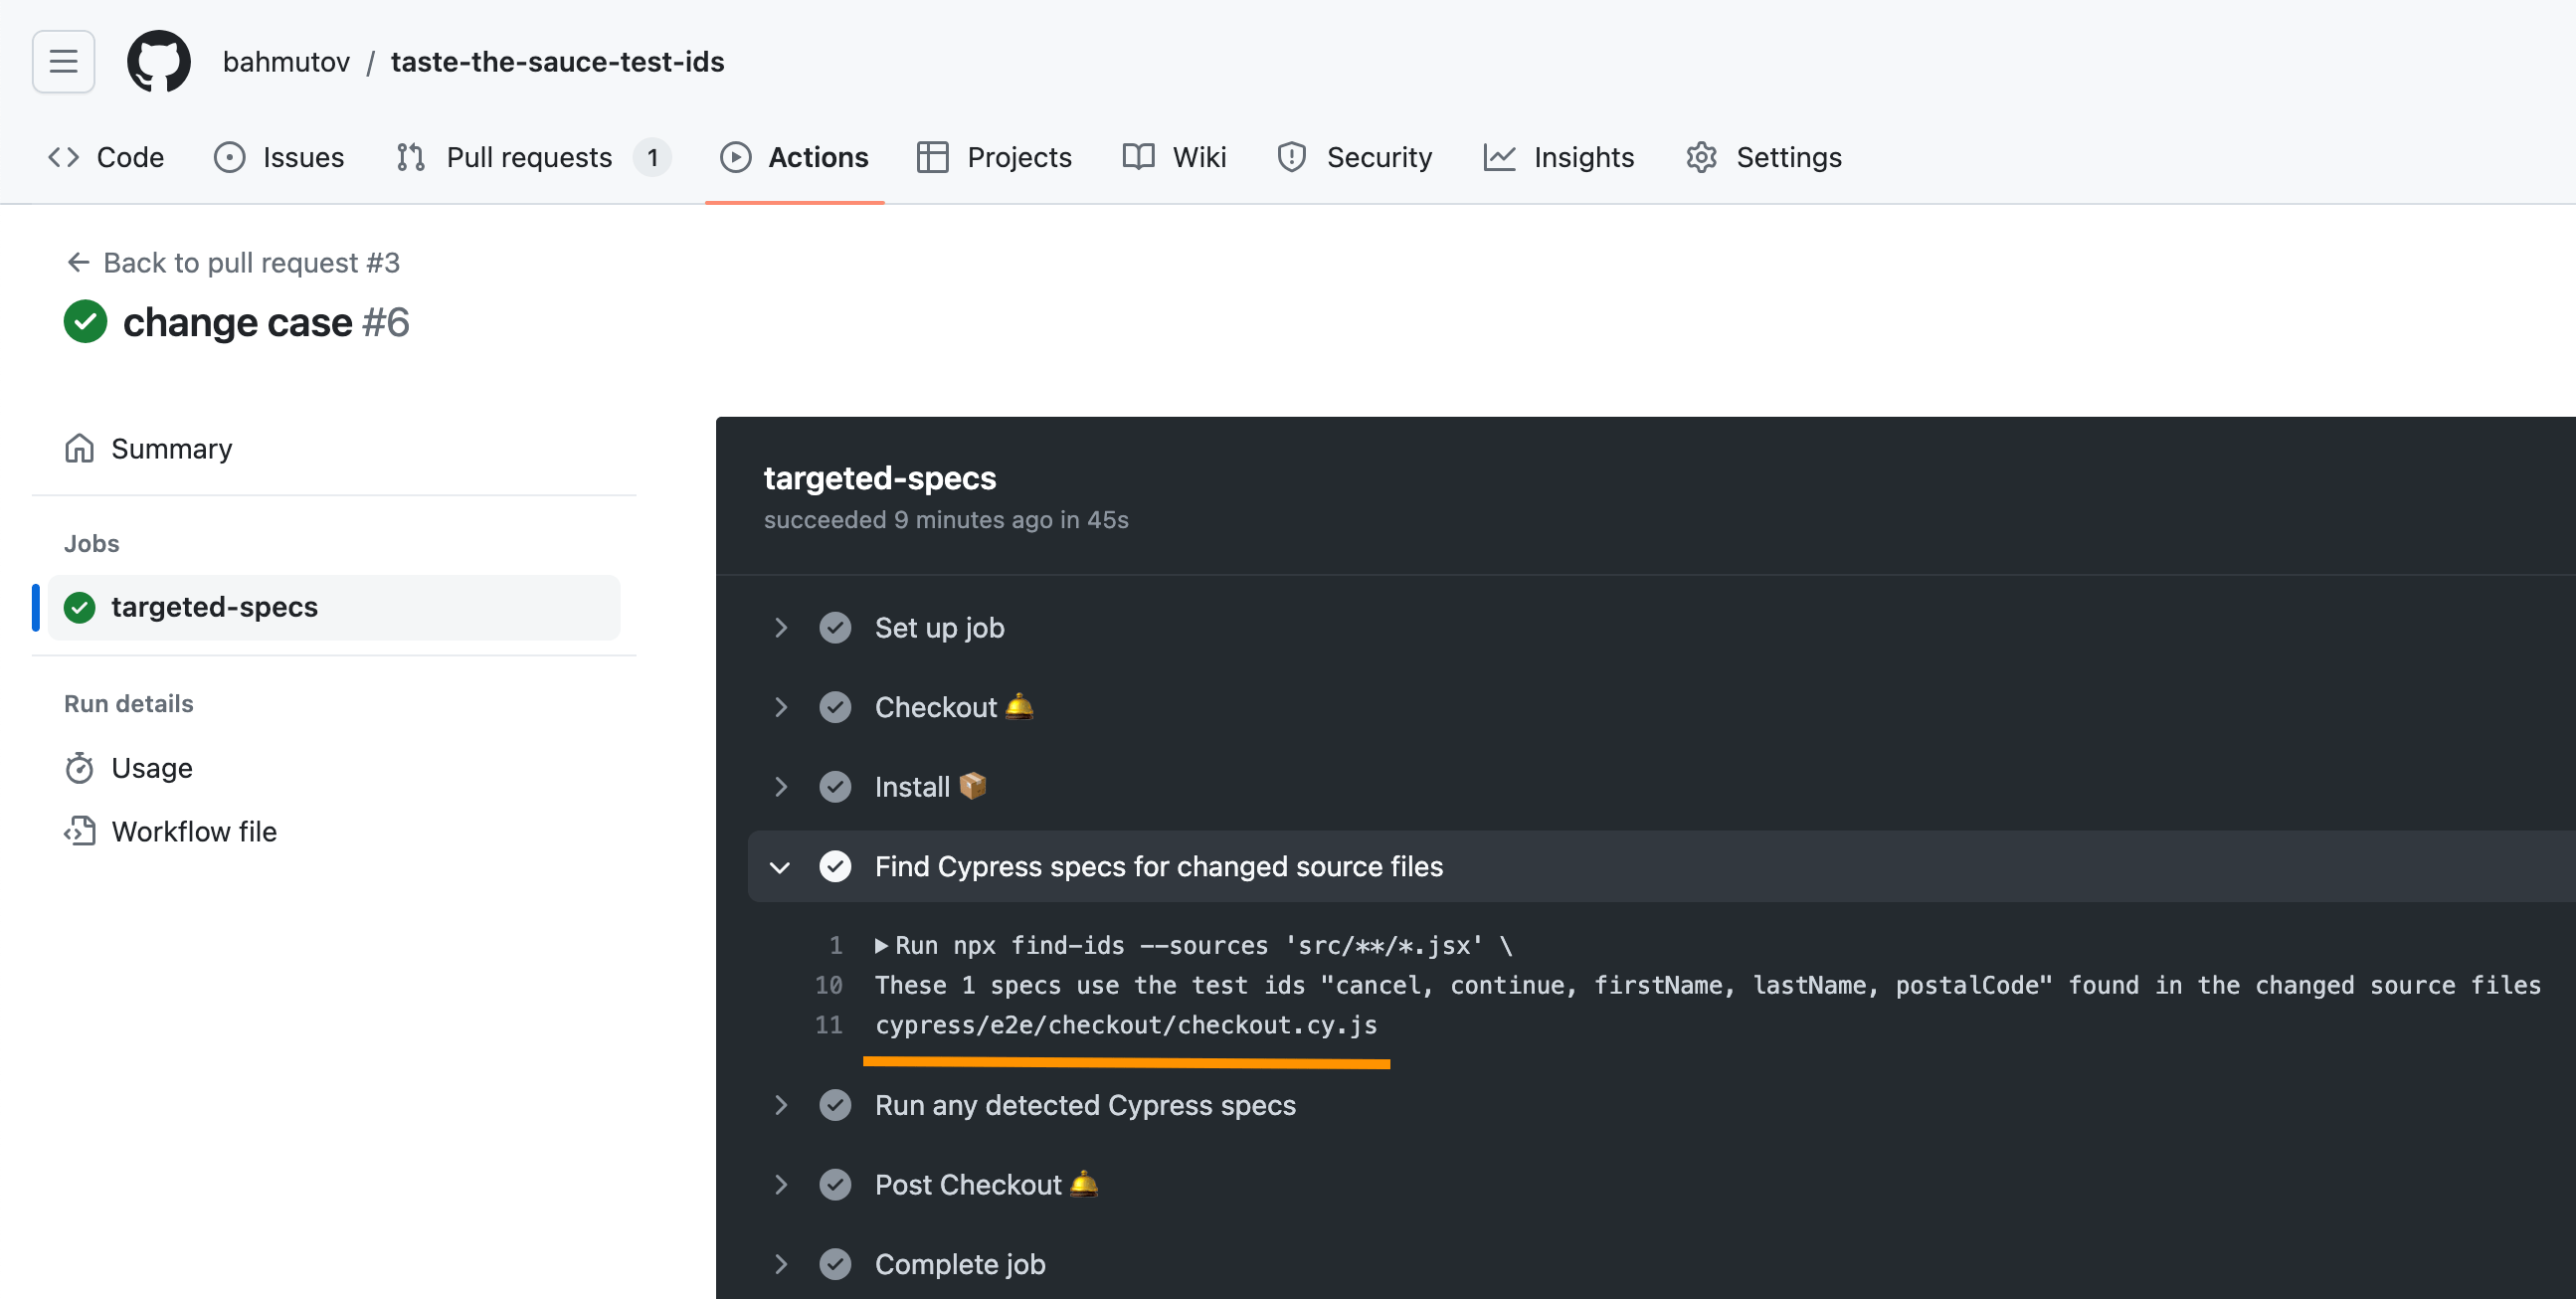 bahmutov / taste-the-sauce-test-ids
Code Issues Pull requests 1 Actions Projects Wiki Security Insights Settings
Back to pull request #3
change case #6
Summary
Jobs
targeted-specs
Run details
Usage
Workflow file
targeted-specs
succeeded 9 minutes ago in 45s
Set up job
Checkout 🛎️
Install 📦
Find Cypress specs for changed source files
1 Run npx find-ids --sources 'src/**/*.jsx' \
10 These 1 specs use the test ids "cancel, continue, firstName, lastName, postalCode" found in the changed source files
11 cypress/e2e/checkout/checkout.cy.js
Run any detected Cypress specs
Post Checkout 🛎️
Complete job